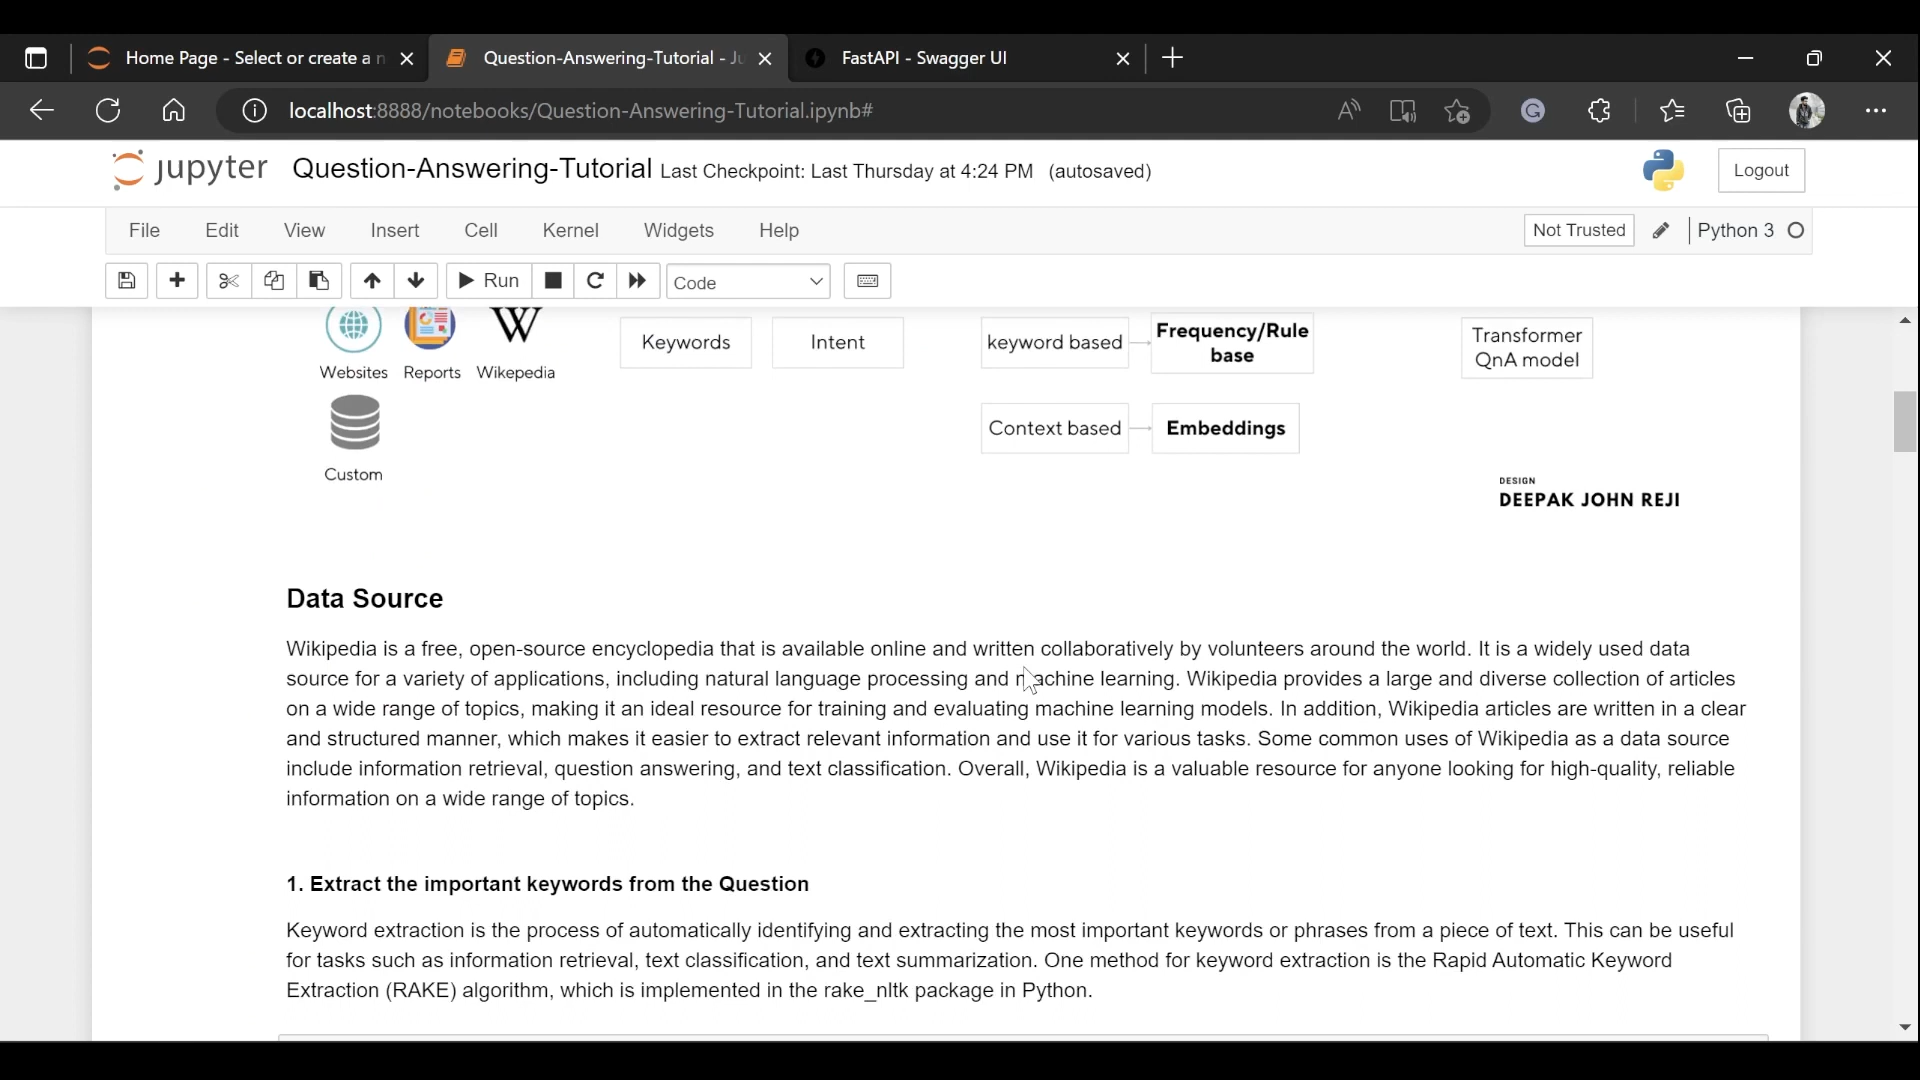 Home Page - Select or create a n
Question-Answering-Tutorial - Ju
FastAPI - Swagger UI
localhost:8888/notebooks/Question-Answering-Tutorial.ipynb#
jupyter Question-Answering-Tutorial Last Checkpoint: Last Thursday at 4:24 PM (autosaved)
Logout
File Edit View Insert Cell Kernel Widgets Help
Not Trusted
Python 3
Run
Code
Websites Reports Wikepedia
Custom
Keywords
Intent
keyword based
Frequency/Rule
base
Context based
Embeddings
Transformer
QnA model
DESIGN
DEEPAK JOHN REJI
Data Source
Wikipedia is a free, open-source encyclopedia that is available online and written collaboratively by volunteers around the world. It is a widely used data
source for a variety of applications, including natural language processing and machine learning. Wikipedia provides a large and diverse collection of articles
on a wide range of topics, making it an ideal resource for training and evaluating machine learning models. In addition, Wikipedia articles are written in a clear
and structured manner, which makes it easier to extract relevant information and use it for various tasks. Some common uses of Wikipedia as a data source
include information retrieval, question answering, and text classification. Overall, Wikipedia is a valuable resource for anyone looking for high-quality, reliable
information on a wide range of topics.
1. Extract the important keywords from the Question
Keyword extraction is the process of automatically identifying and extracting the most important keywords or phrases from a piece of text. This can be useful
for tasks such as information retrieval, text classification, and text summarization. One method for keyword extraction is the Rapid Automatic Keyword
Extraction (RAKE) algorithm, which is implemented in the rake_nltk package in Python.